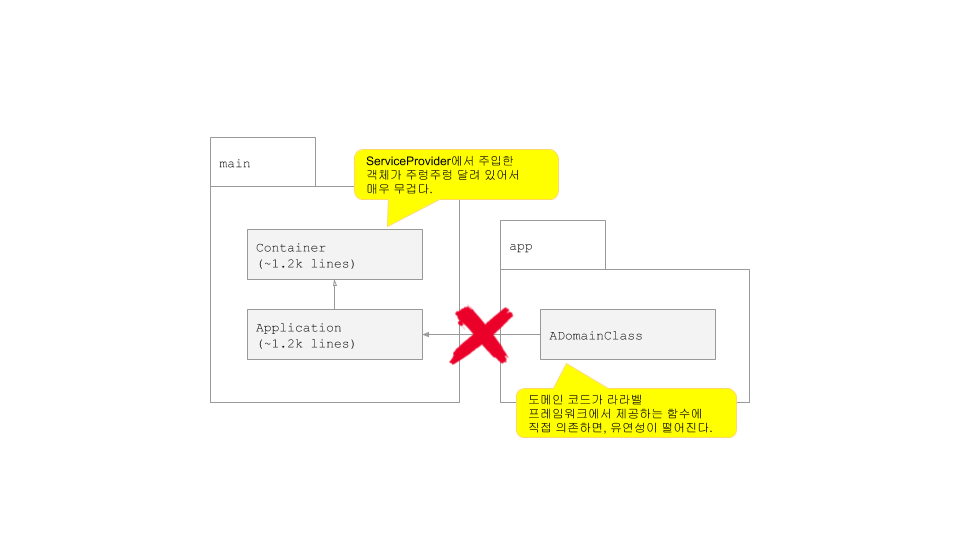 main
ServiceProvider에서 주입한
객체가 주렁주렁 달려 있어서
매우 무겁다.
Container
(~1.2k lines)
Application
(~1.2k lines)
app
ADomainClass
도메인 코드가 라라벨
프레임워크에서 제공하는 함수에
직접 의존하면, 유연성이 떨어진다.